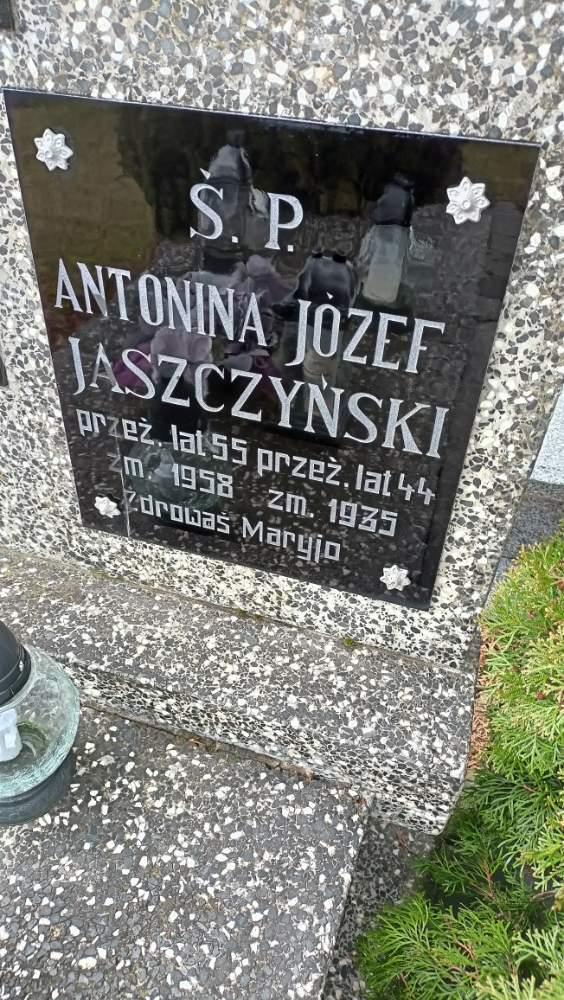 Ś. P.
ANTONINA JÓZEF
JASZCZYŃSKI
przeż. lat 55 przeż. lat 44
zm. 1958 zm. 1935
Zdrowaś Maryjo